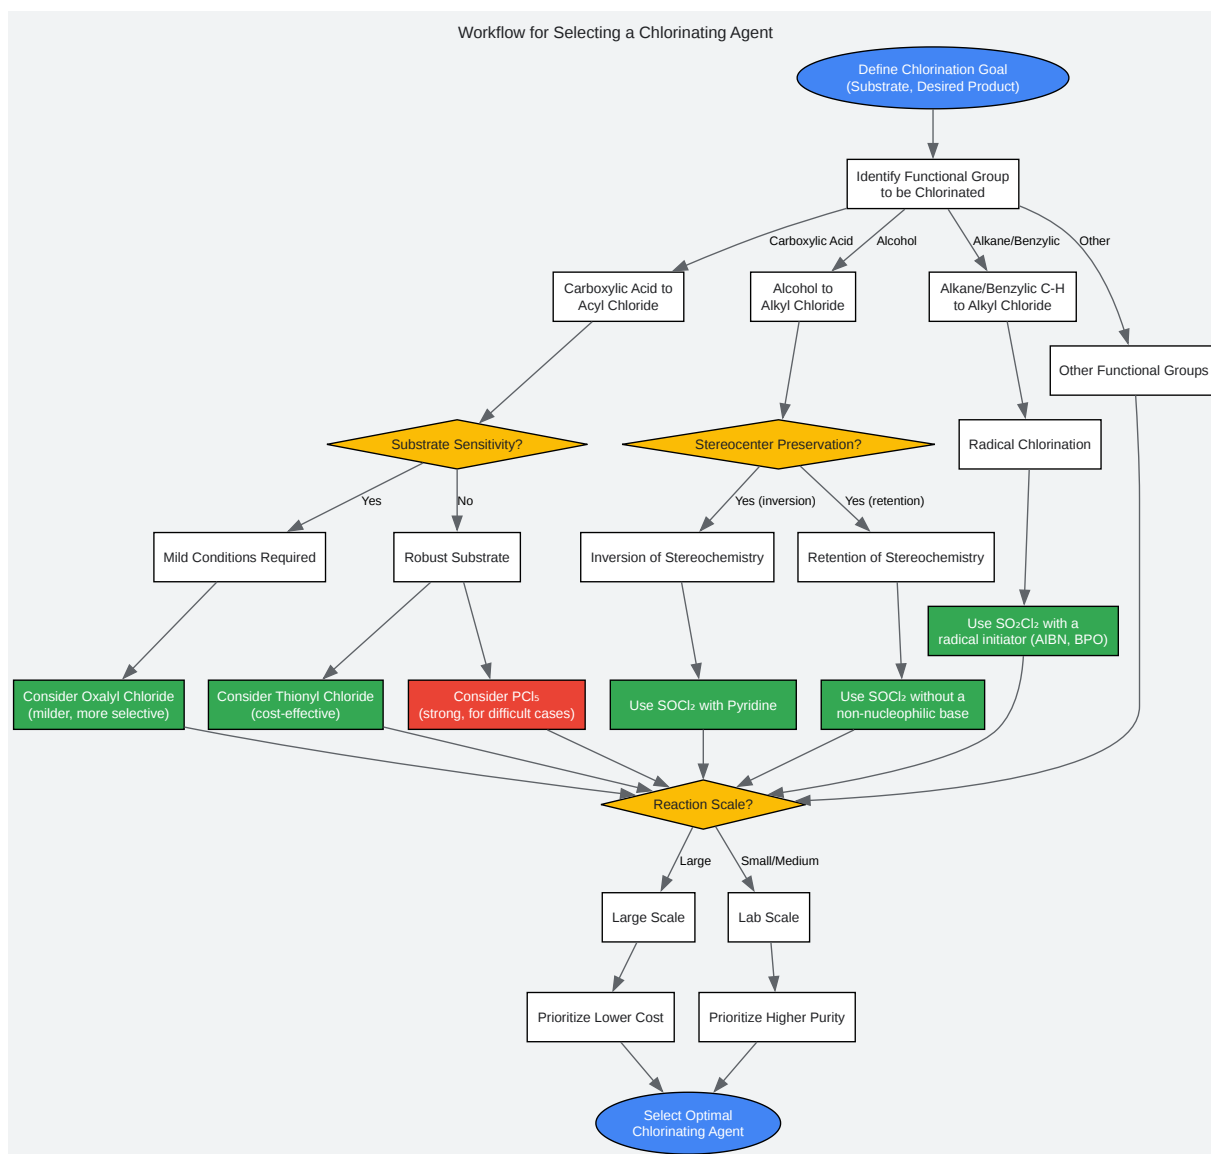 Workflow for Selecting a Chlorinating Agent
Define Chlorination Goal
(Substrate, Desired Product)
Identify Functional Group
to be Chlorinated
Carboxylic Acid
Alcohol
Alkane/Benzylic
Other
Carboxylic Acid to
Acyl Chloride
Alcohol to
Alkyl Chloride
Alkane/Benzylic C-H
to Alkyl Chloride
Other Functional Groups
Substrate Sensitivity?
Stereocenter Preservation?
Radical Chlorination
Yes
No
Yes (inversion)
Yes (retention)
Mild Conditions Required
Robust Substrate
Inversion of Stereochemistry
Retention of Stereochemistry
Use SO₂Cl₂ with a
radical initiator (AIBN, BPO)
Consider Oxalyl Chloride
(milder, more selective)
Consider Thionyl Chloride
(cost-effective)
Consider PCl₅
(strong, for difficult cases)
Use SOCl₂ with Pyridine
Use SOCl₂ without a
non-nucleophilic base
Reaction Scale?
Large
Small/Medium
Large Scale
Lab Scale
Prioritize Lower Cost
Prioritize Higher Purity
Select Optimal
Chlorinating Agent